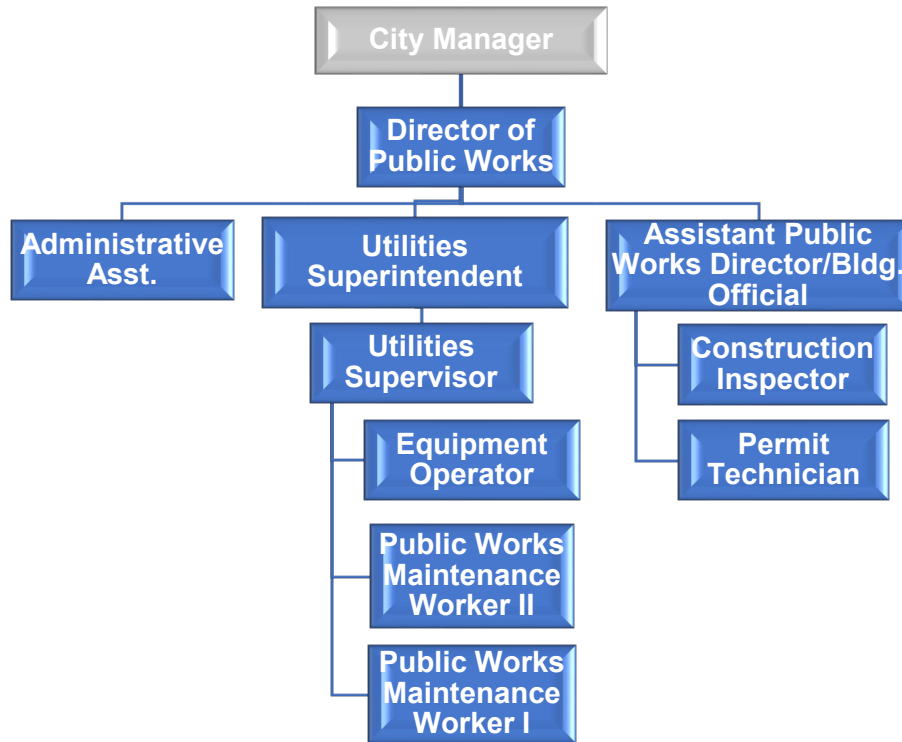 City Manager
Director of
Public Works
Administrative
Asst.
Utilities
Superintendent
Assistant Public
Works Director/Bldg.
Official
Utilities
Supervisor
Construction
Inspector
Equipment
Operator
Permit
Technician
Public Works
Maintenance
Worker II
Public Works
Maintenance
Worker I